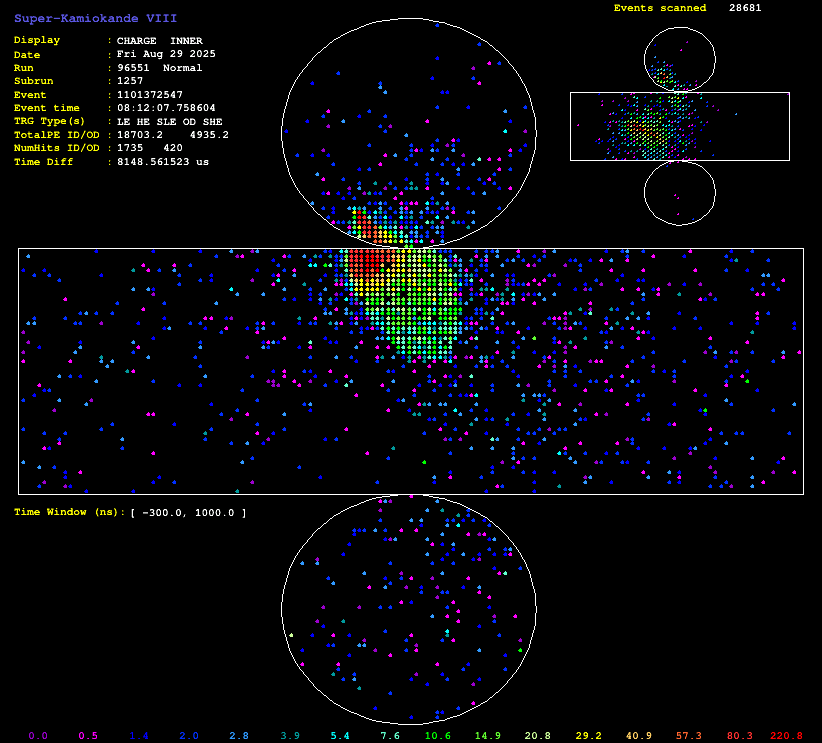 Super-Kamiokande VIII
Events scanned 28681
Display : CHARGE INNER
Date : Fri Aug 29 2025
Run : 96551 Normal
Subrun : 1257
Event : 1101372547
Event time : 08:12:07.758604
TRG Type(s) : LE HE SLE OD SHE
TotalPE ID/OD : 18703.2 4935.2
NumHits ID/OD : 1735 420
Time Diff : 8148.561523 us
Time Window (ns): [ -300.0, 1000.0 ]
0.0 0.5 1.4 2.0 2.8 3.9 5.4 7.6 10.6 14.9 20.8 29.2 40.9 57.3 80.3 220.8